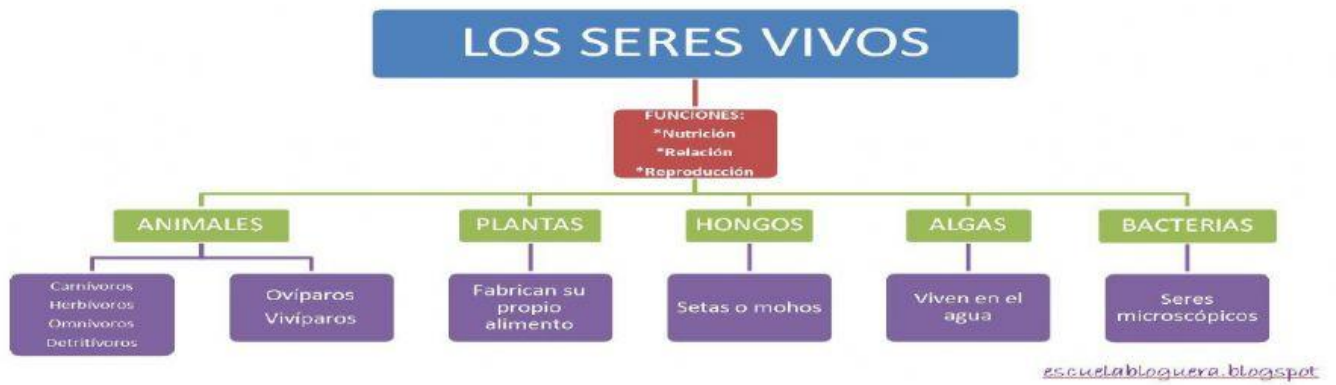 LOS SERES VIVOS
FUNCIONES:
*Nutrición
*Relación
*Reproducción
ANIMALES
PLANTAS
HONGOS
ALGAS
BACTERIAS
Carnívoros
Herbívoros
Omnívoros
Detritívoros
Ovíparos
Vivíparos
Fabrican su
propio
alimento
Setas o mohos
Viven en el
agua
Seres
microscópicos
escuelabloguera.blogspot